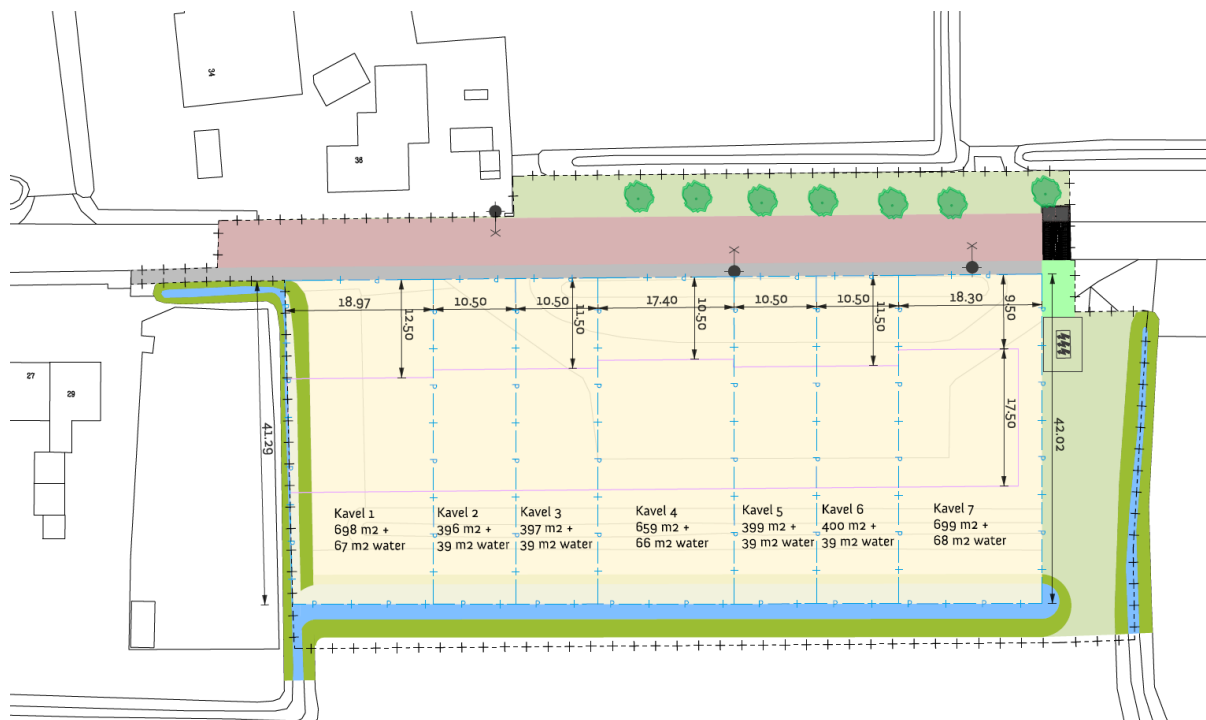 34
36
18.97
10.50
10.50
17.40
10.50
10.50
18.30
12.50
11.50
10.50
11.50
9.50
17.50
41.29
42.02
27
29
Kavel 1
698 m2 +
67 m2 water
Kavel 2
396 m2 +
39 m2 water
Kavel 3
397 m2 +
39 m2 water
Kavel 4
659 m2 +
66 m2 water
Kavel 5
399 m2 +
39 m2 water
Kavel 6
400 m2 +
39 m2 water
Kavel 7
699 m2 +
68 m2 water